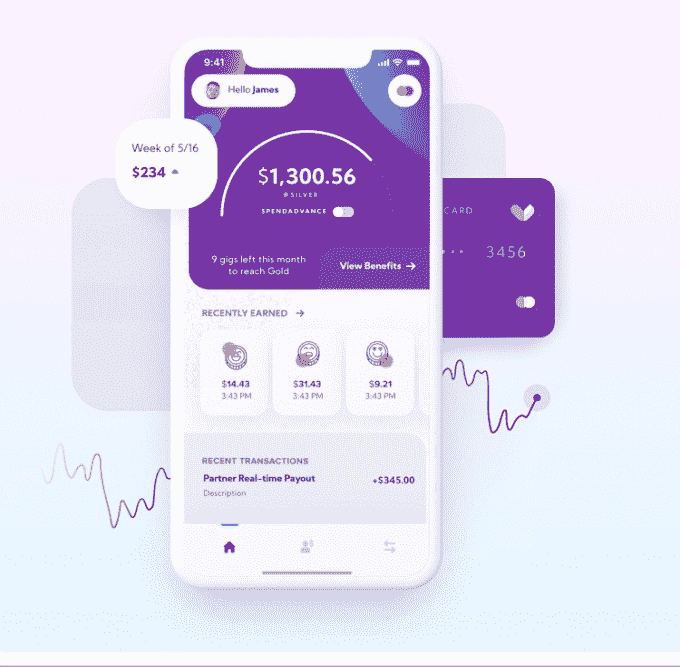 9:41
Hello James
Week of 5/16
$234
$1,300.56
SILVER
SPENDADVANCE
9 gigs left this month
to reach Gold
View Benefits →
CARD
3456
RECENTLY EARNED →
$14.43
3:43 PM
$31.43
3:43 PM
$9.21
3:43 PM
RECENT TRANSACTIONS
Partner Real-time Payout
+$345.00
Description